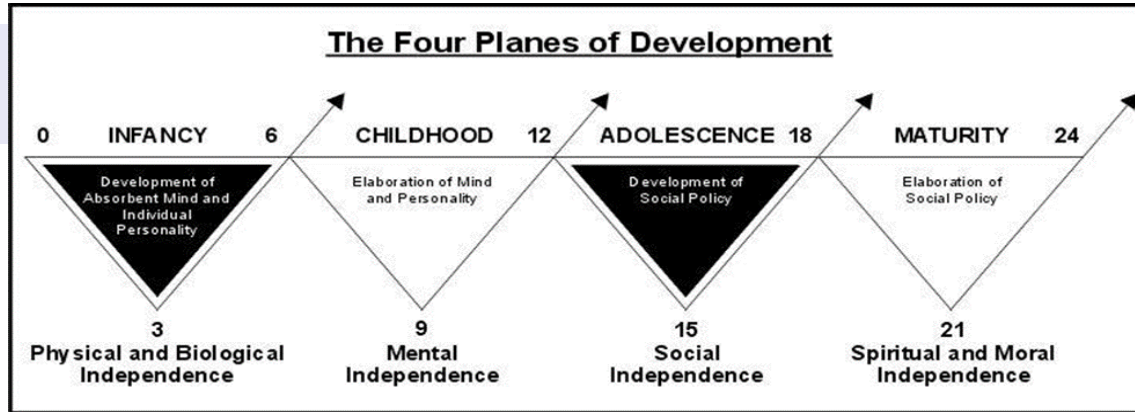 The Four Planes of Development
0 INFANCY 6 CHILDHOOD 12 ADOLESCENCE 18 MATURITY 24
Development of
Absorbent Mind and
Individual
Personality
Elaboration of Mind
and Personality
Development of
Social Policy
Elaboration of
Social Policy
3
Physical and Biological
Independence
9
Mental
Independence
15
Social
Independence
21
Spiritual and Moral
Independence